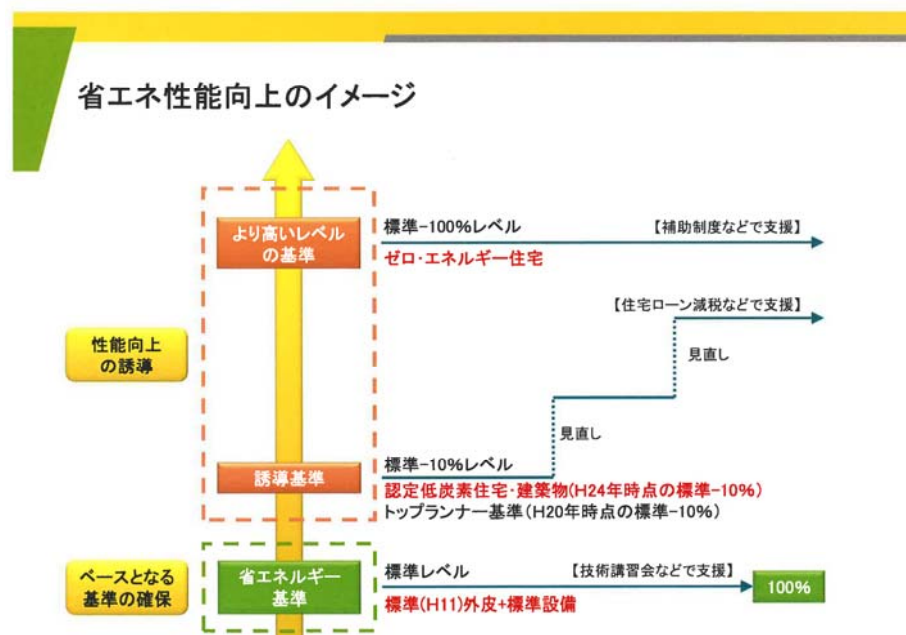 省エネ性能向上のイメージ
より高いレベル
の基準
標準-100%レベル
【補助制度などで支援】
ゼロ・エネルギー住宅
【住宅ローン減税などで支援】
性能向上
の誘導
見直し
見直し
誘導基準
標準-10%レベル
認定低炭素住宅・建築物(H24年時点の標準-10%)
トップランナー基準(H20年時点の標準-10%)
ベースとなる
基準の確保
省エネルギー
基準
標準レベル
【技術講習会などで支援】
100%
標準(H11)外皮+標準設備